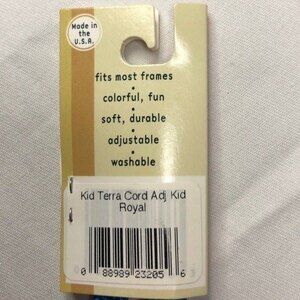 Made in
the
U.S.A.
fits most frames
•
colorful, fun
•
soft, durable
•
adjustable
•
washable
Kid Terra Cord Adj Kid
Royal
0 88989 23205 6